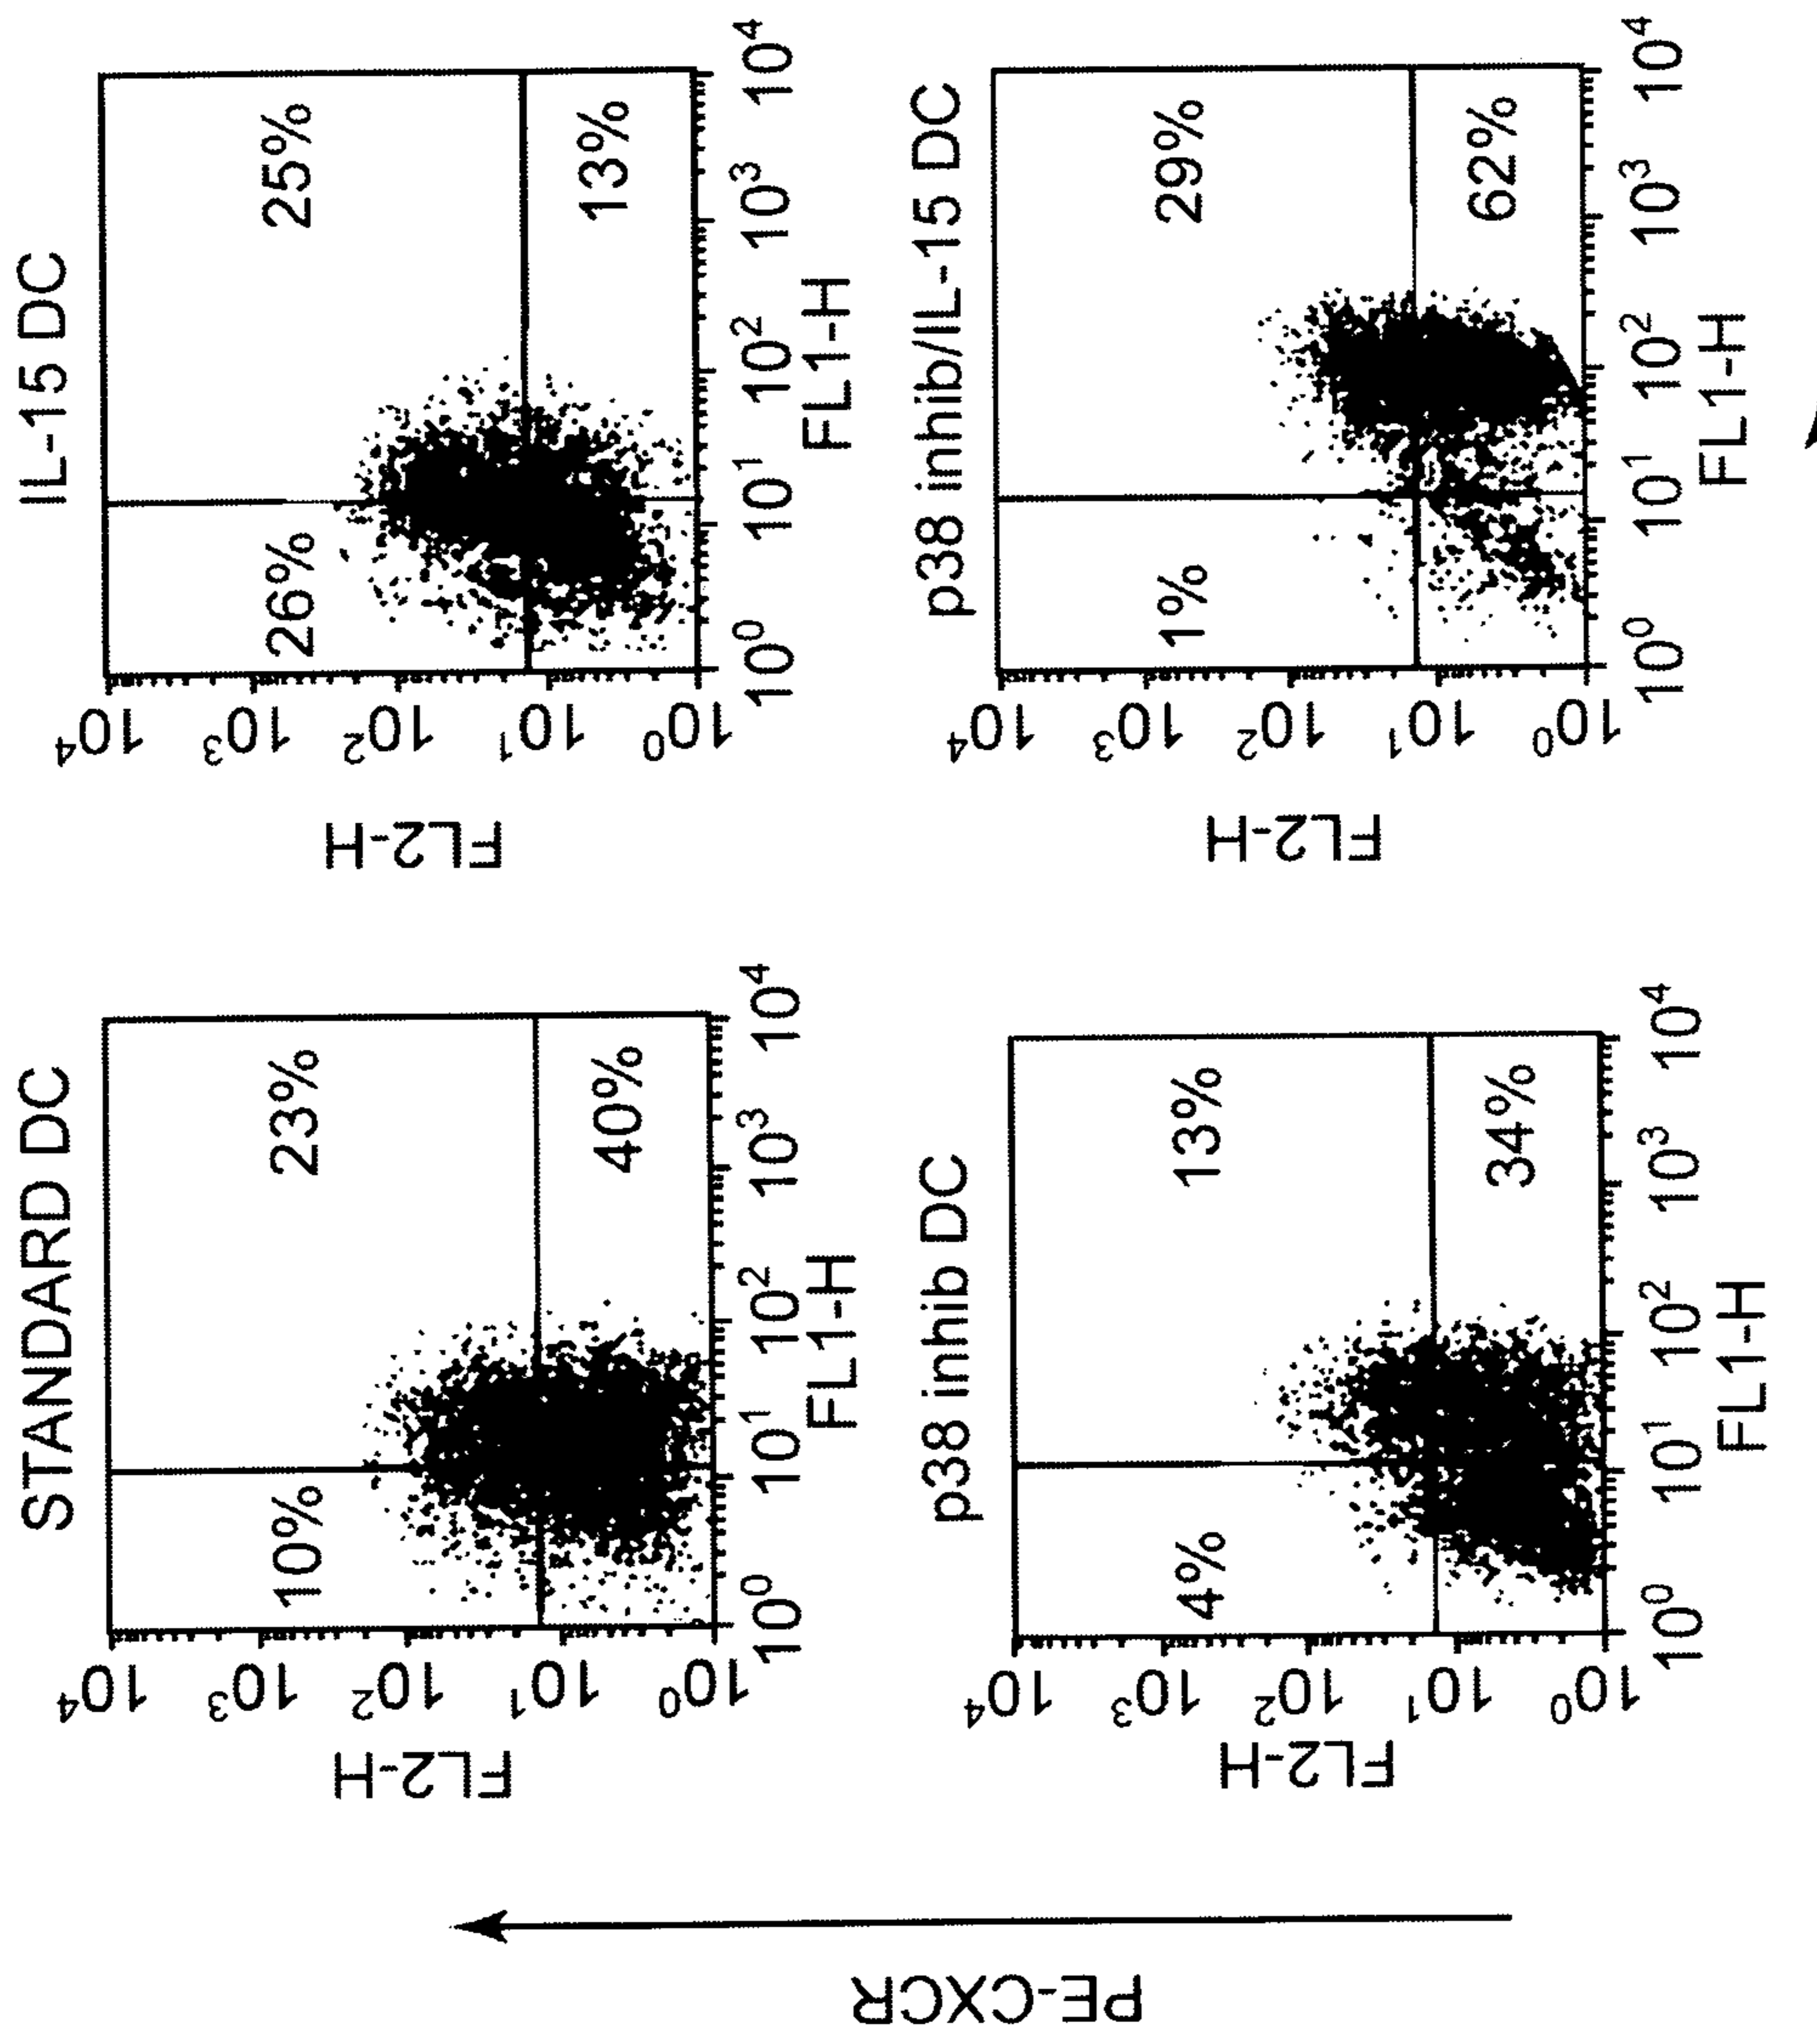 STANDARD DC
FL2-H
10⁴
10³
10²
10¹
10⁰
10%
23%
40%
10⁰ 10¹ 10² 10³ 10⁴
FL1-H
IL-15 DC
FL2-H
10⁴
10³
10²
10¹
10⁰
26%
25%
13%
10⁰ 10¹ 10² 10³ 10⁴
FL1-H
PE-CXCR
p38 inhib DC
FL2-H
10⁴
10³
10²
10¹
10⁰
4%
13%
34%
10⁰ 10¹ 10² 10³ 10⁴
FL1-H
p38 inhib/IL-15 DC
FL2-H
10⁴
10³
10²
10¹
10⁰
1%
29%
62%
10⁰ 10¹ 10² 10³ 10⁴
FL1-H